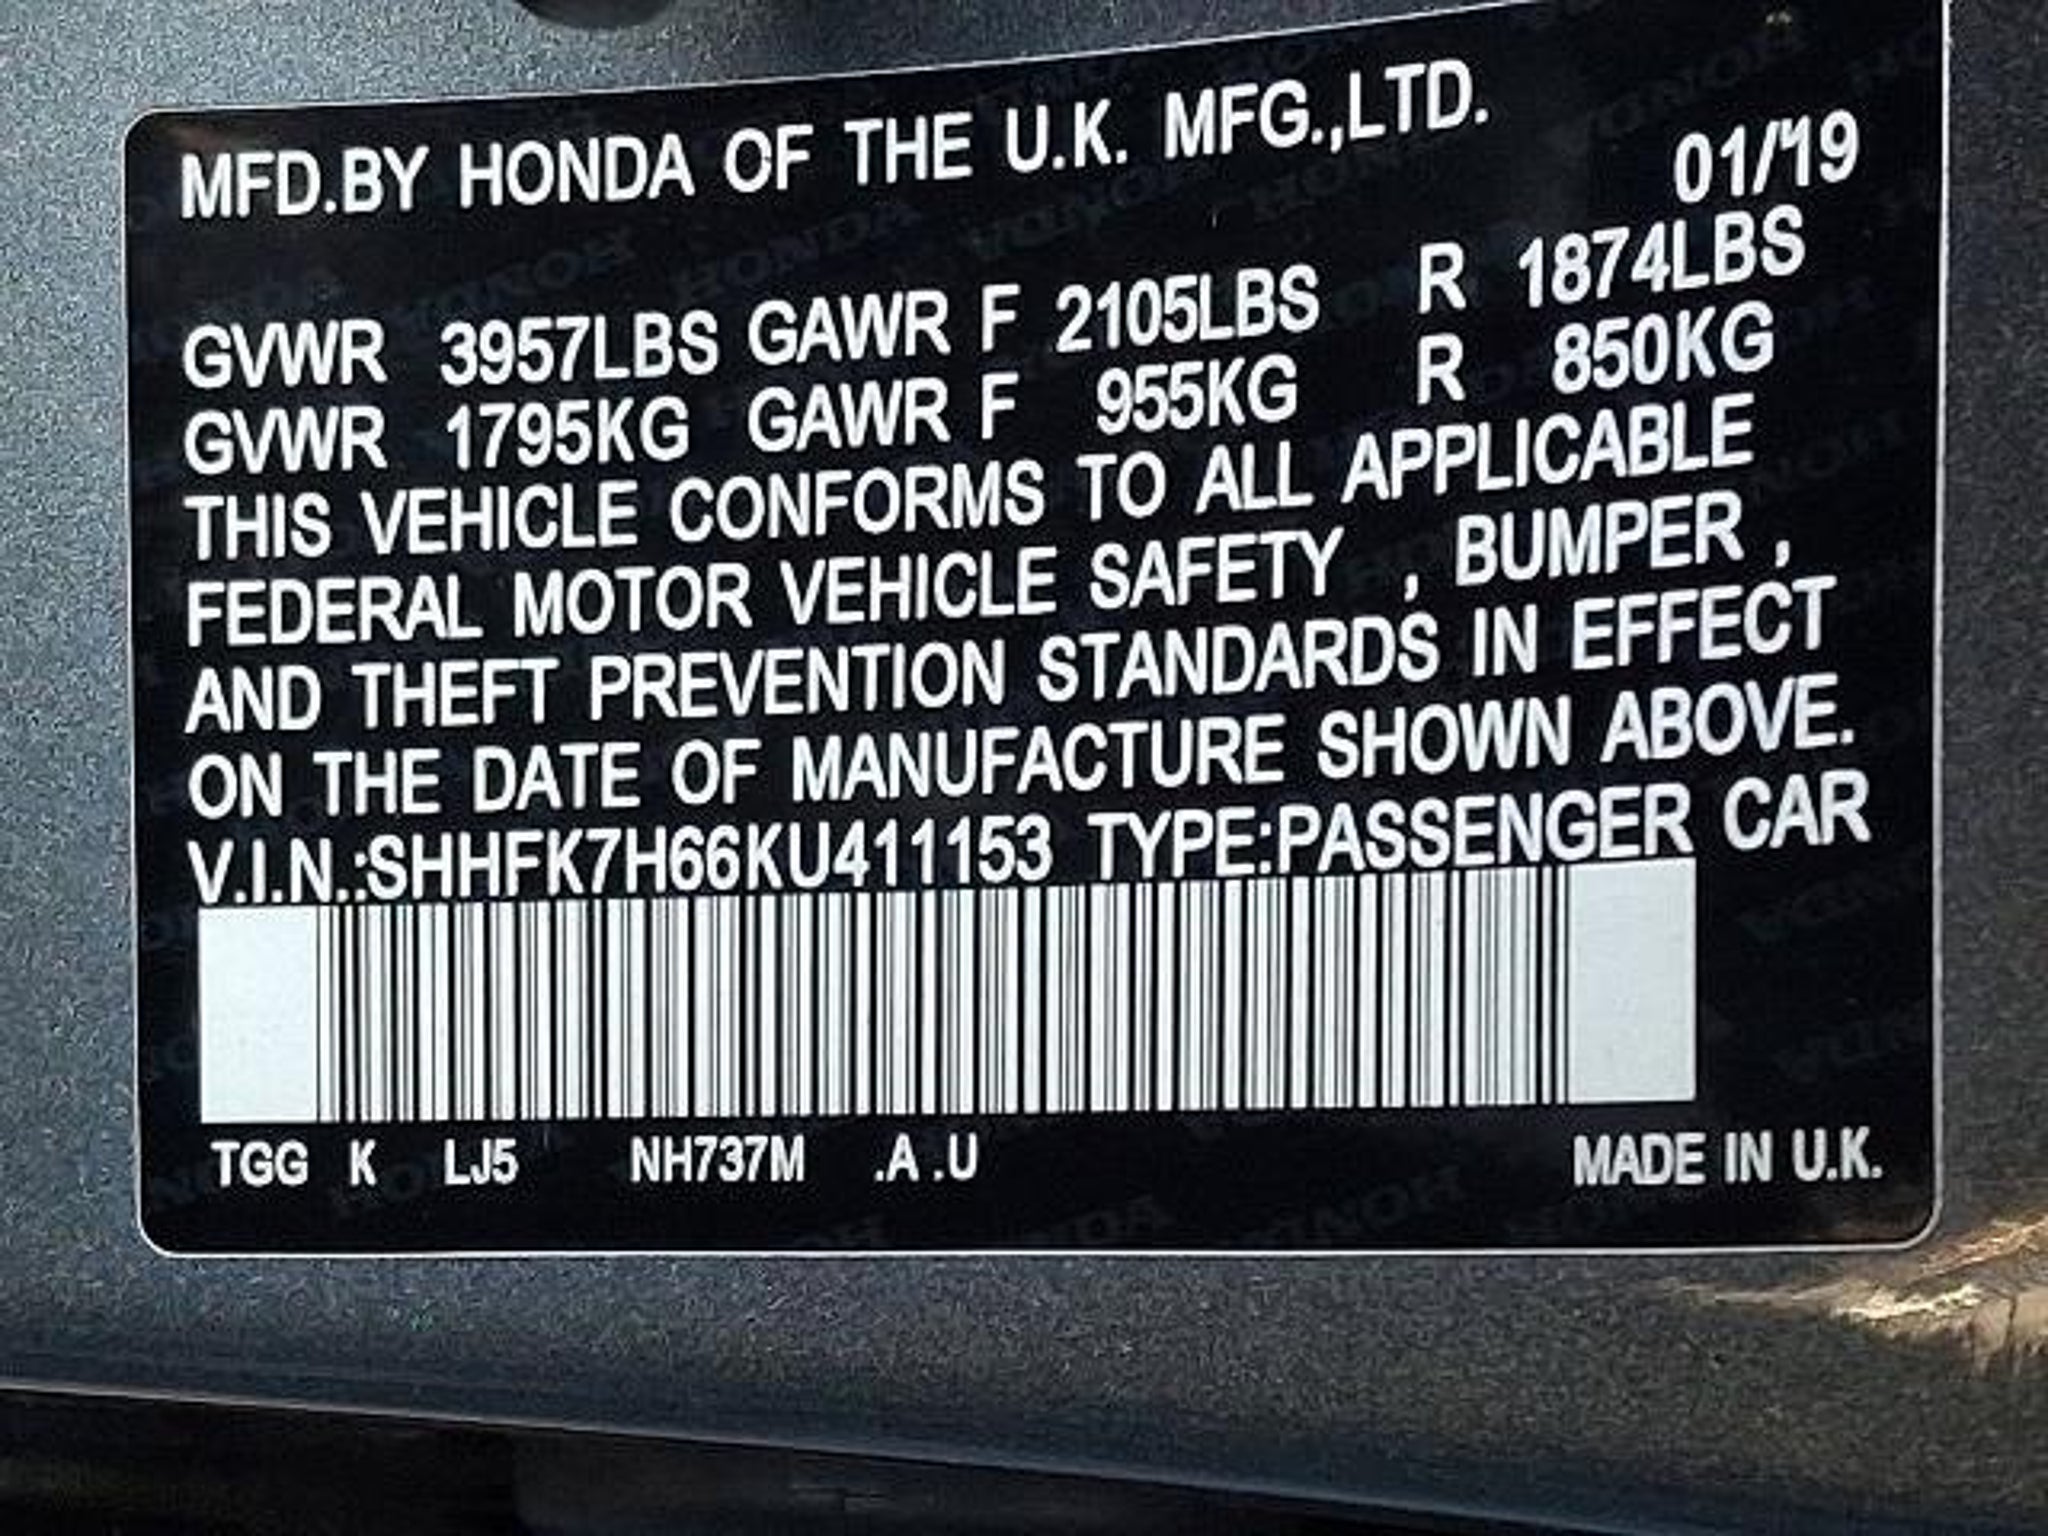 MFD.BY HONDA OF THE U.K. MFG.,LTD.
01/'19
GVWR 3957LBS GAWR F 2105LBS R 1874LBS
GVWR 1795KG GAWR F 955KG R 850KG
THIS VEHICLE CONFORMS TO ALL APPLICABLE
FEDERAL MOTOR VEHICLE SAFETY , BUMPER ,
AND THEFT PREVENTION STANDARDS IN EFFECT
ON THE DATE OF MANUFACTURE SHOWN ABOVE.
V.I.N.:SHHFK7H66KU411153 TYPE:PASSENGER CAR
TGG K LJ5 NH737M .A .U MADE IN U.K.